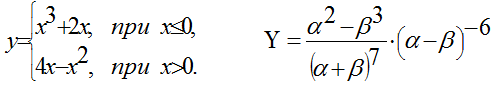 y= { x³+2x, при x≤0,
4x−x², при x>0.
Y = (α²−β³)/(α+β)⁷ · (α−β)⁻⁶